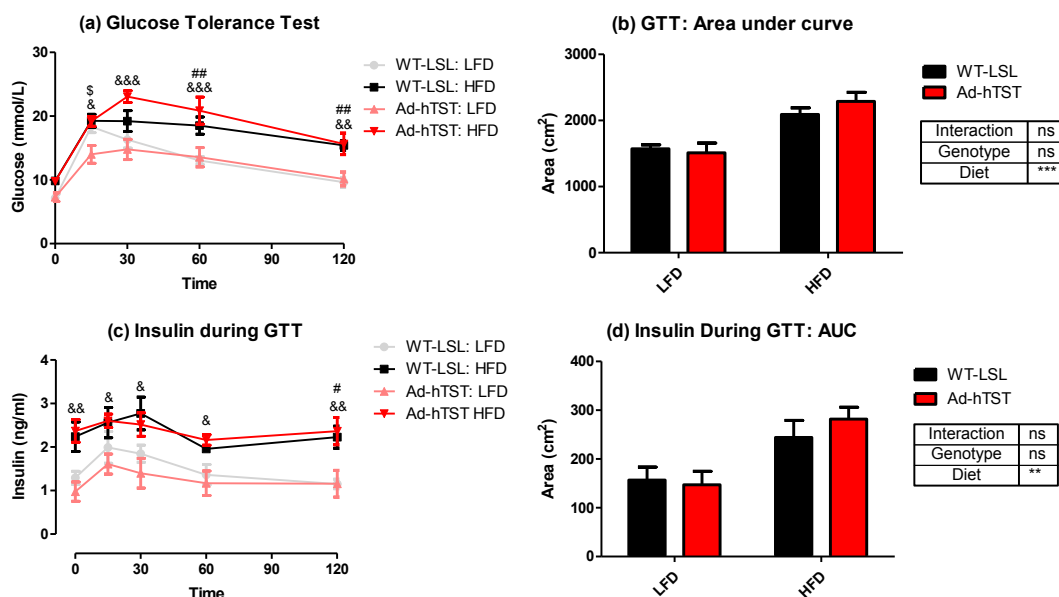 (a) Glucose Tolerance Test
Glucose (mmol/L)
30
20
10
0
$
&
&&&
##
&&&
##
&&
0
30
60
90
120
Time
WT-LSL: LFD
WT-LSL: HFD
Ad-hTST: LFD
Ad-hTST: HFD
(b) GTT: Area under curve
Area (cm²)
3000
2000
1000
0
LFD
HFD
WT-LSL
Ad-hTST
Interaction ns
Genotype ns
Diet ***
(c) Insulin during GTT
Insulin (ng/ml)
4
3
2
1
0
&&
&
&
&
#
&&
0
30
60
90
120
Time
WT-LSL: LFD
WT-LSL: HFD
Ad-hTST: LFD
Ad-hTST HFD
(d) Insulin During GTT: AUC
Area (cm²)
400
300
200
100
0
LFD
HFD
WT-LSL
Ad-hTST
Interaction ns
Genotype ns
Diet **